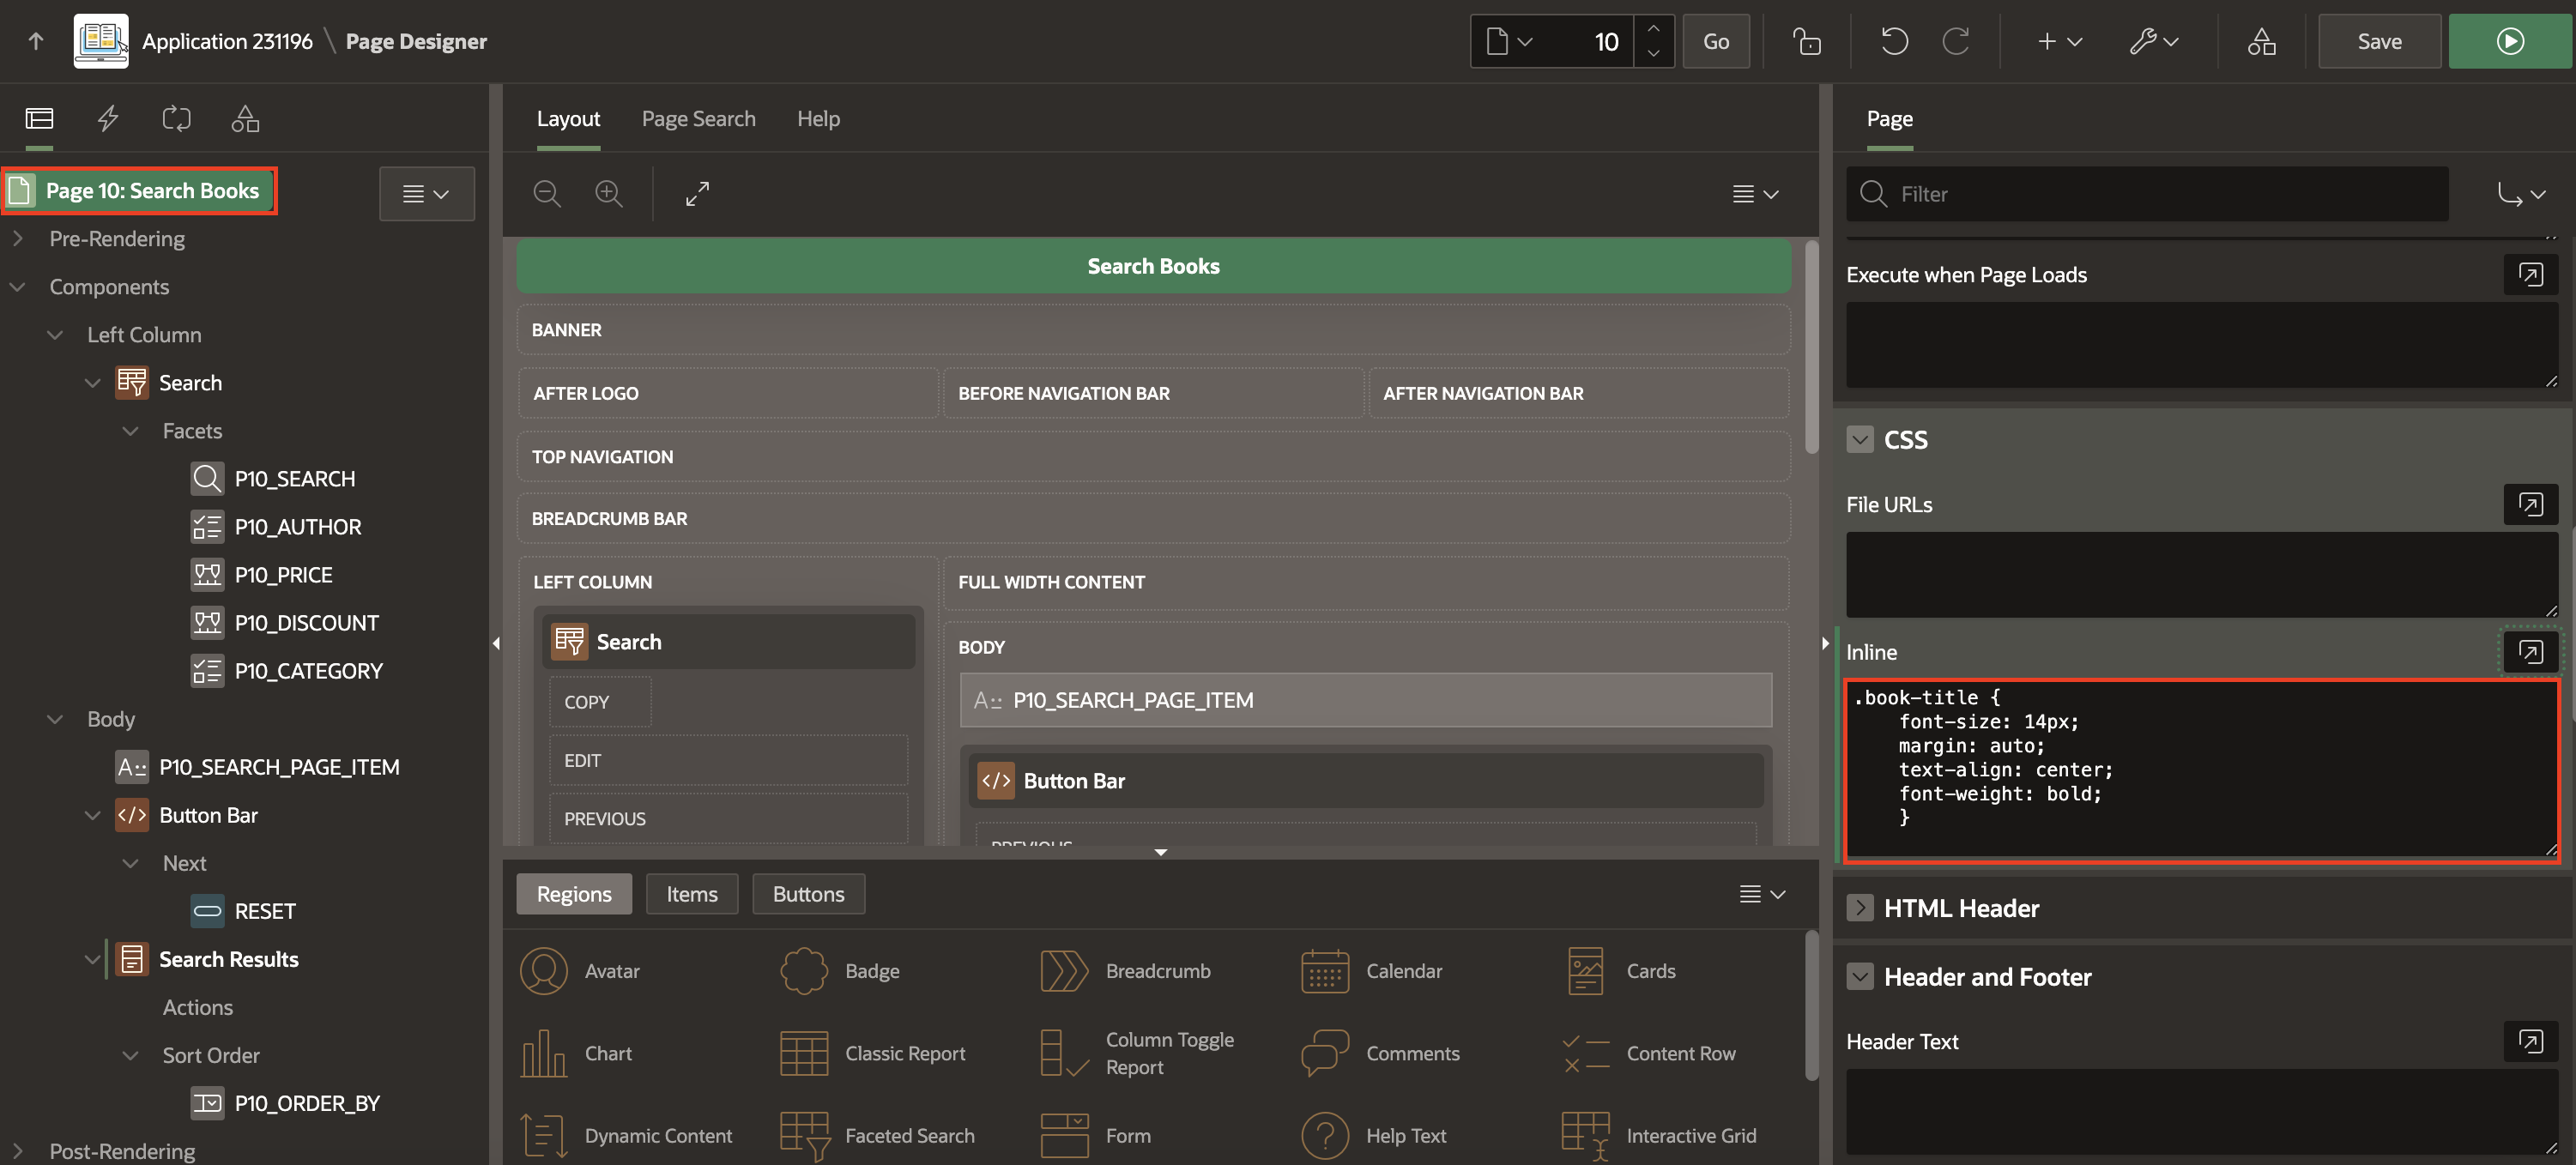 Application 231196 \ Page Designer
10
Go
Save
Page 10: Search Books
Pre-Rendering
Components
Left Column
Search
Facets
P10_SEARCH
P10_AUTHOR
P10_PRICE
P10_DISCOUNT
P10_CATEGORY
Body
P10_SEARCH_PAGE_ITEM
Button Bar
Next
RESET
Search Results
Actions
Sort Order
P10_ORDER_BY
Post-Rendering
Layout Page Search Help
Search Books
BANNER
AFTER LOGO BEFORE NAVIGATION BAR AFTER NAVIGATION BAR
TOP NAVIGATION
BREADCRUMB BAR
LEFT COLUMN
Search
COPY
EDIT
PREVIOUS
FULL WIDTH CONTENT
BODY
P10_SEARCH_PAGE_ITEM
Button Bar
PREVIOUS
Regions Items Buttons
Avatar Badge Breadcrumb Calendar Cards
Chart Classic Report Column Toggle Report Comments Content Row
Dynamic Content Faceted Search Form Help Text Interactive Grid
Page
Filter
Execute when Page Loads
CSS
File URLs
Inline
.book-title {
font-size: 14px;
margin: auto;
text-align: center;
font-weight: bold;
}
HTML Header
Header and Footer
Header Text